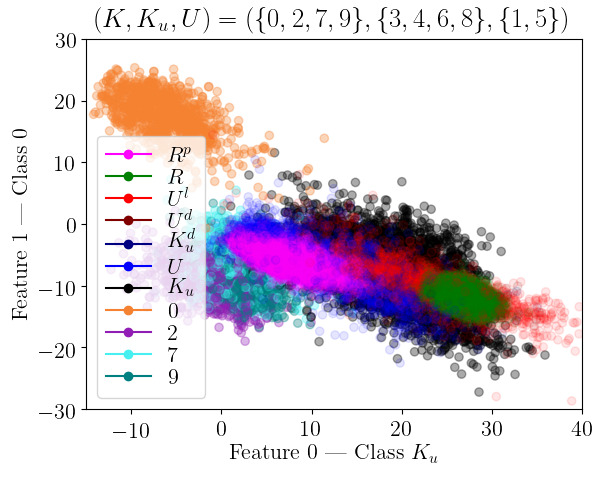 (K, K_u, U) = ({0, 2, 7, 9}, {3, 4, 6, 8}, {1, 5})
30
20
10
0
−10
−20
−30
Feature 1 — Class 0
R^p
R
U^l
U^d
K_u^d
U
K_u
0
2
7
9
−10 0 10 20 30 40
Feature 0 — Class K_u